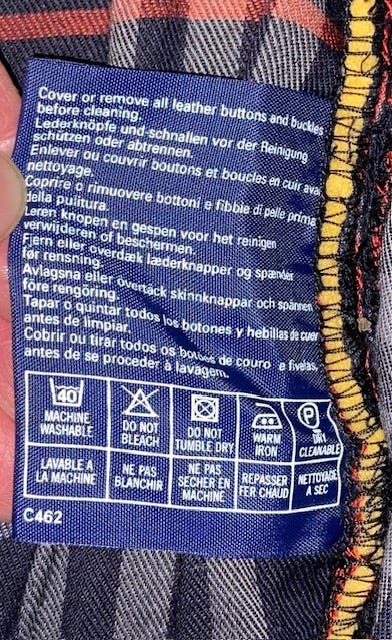 Cover or remove all leather buttons and buckles
before cleaning.
Lederknöpfe und-schnallen vor der Reinigung
schützen oder abtrennen.
Enlever ou couvrir boutons et boucles en cuir ava
nettoyage.
Coprire o rimuovere bottoni e fibbie di pelle prima
della pulitura.
Leren knopen en gespen voor het reinigen
verwijderen of beschermen.
Fjern eller overdæk læderknapper og spænder
før rensning.
Avlagsna eller övertäck skinnknappar och spännen
före rengöring.
Tapar o quintar todos los botones y hebillas de cuer
antes de limpiar.
Cobrir ou tirar todos os botões de couro e fivelas,
antes de se proceder à lavagem.
40 P
MACHINE WASHABLE DO NOT BLEACH DO NOT TUMBLE DRY WARM IRON DRY CLEANABLE
LAVABLE A LA MACHINE NE PAS BLANCHIR NE PAS SECHER EN MACHINE REPASSER FER CHAUD NETTOYAGE A SEC
C462